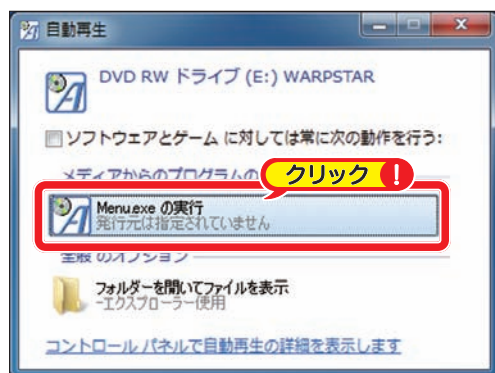 自動再生
DVD RW ドライブ (E:) WARPSTAR
ソフトウェアとゲーム に対しては常に次の動作を行う:
メディアからのプログラムの
クリック !
Menu.exe の実行
発行元は指定されていません
全般 のオプション
フォルダーを開いてファイルを表示
-エクスプローラー使用
コントロール パネルで自動再生の詳細を表示します